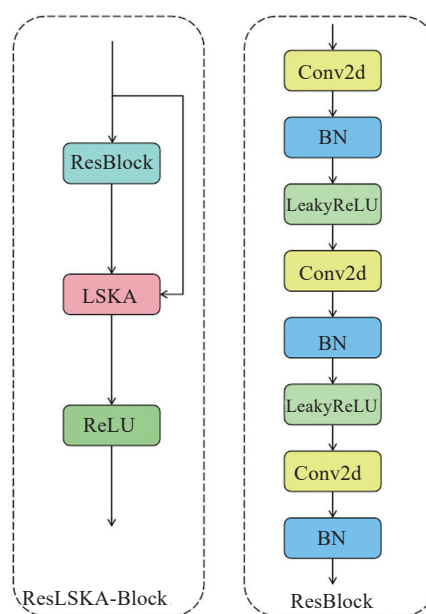 ResBlock
LSKA
ReLU
ResLSKA-Block
Conv2d
BN
LeakyReLU
Conv2d
BN
LeakyReLU
Conv2d
BN
ResBlock